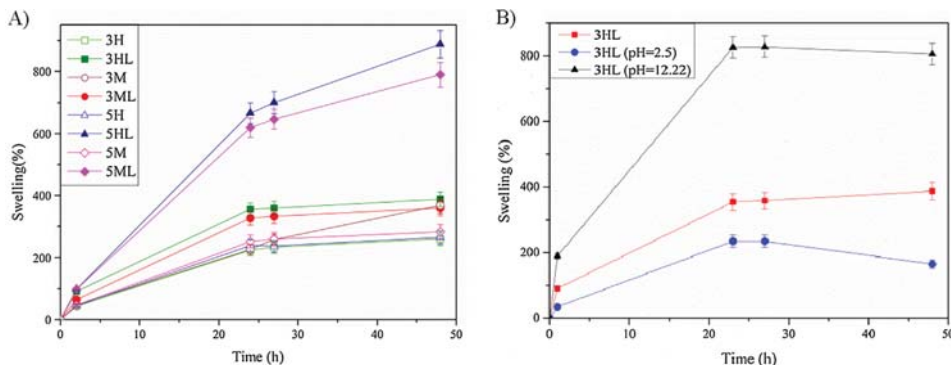 A)
3H
3HL
3M
3ML
5H
5HL
5M
5ML
Swelling(%)
800
600
400
200
0
0 10 20 30 40 50
Time (h)
B)
3HL
3HL (pH=2.5)
3HL (pH=12.22)
Swelling (%)
800
600
400
200
0
0 10 20 30 40 50
Time (h)